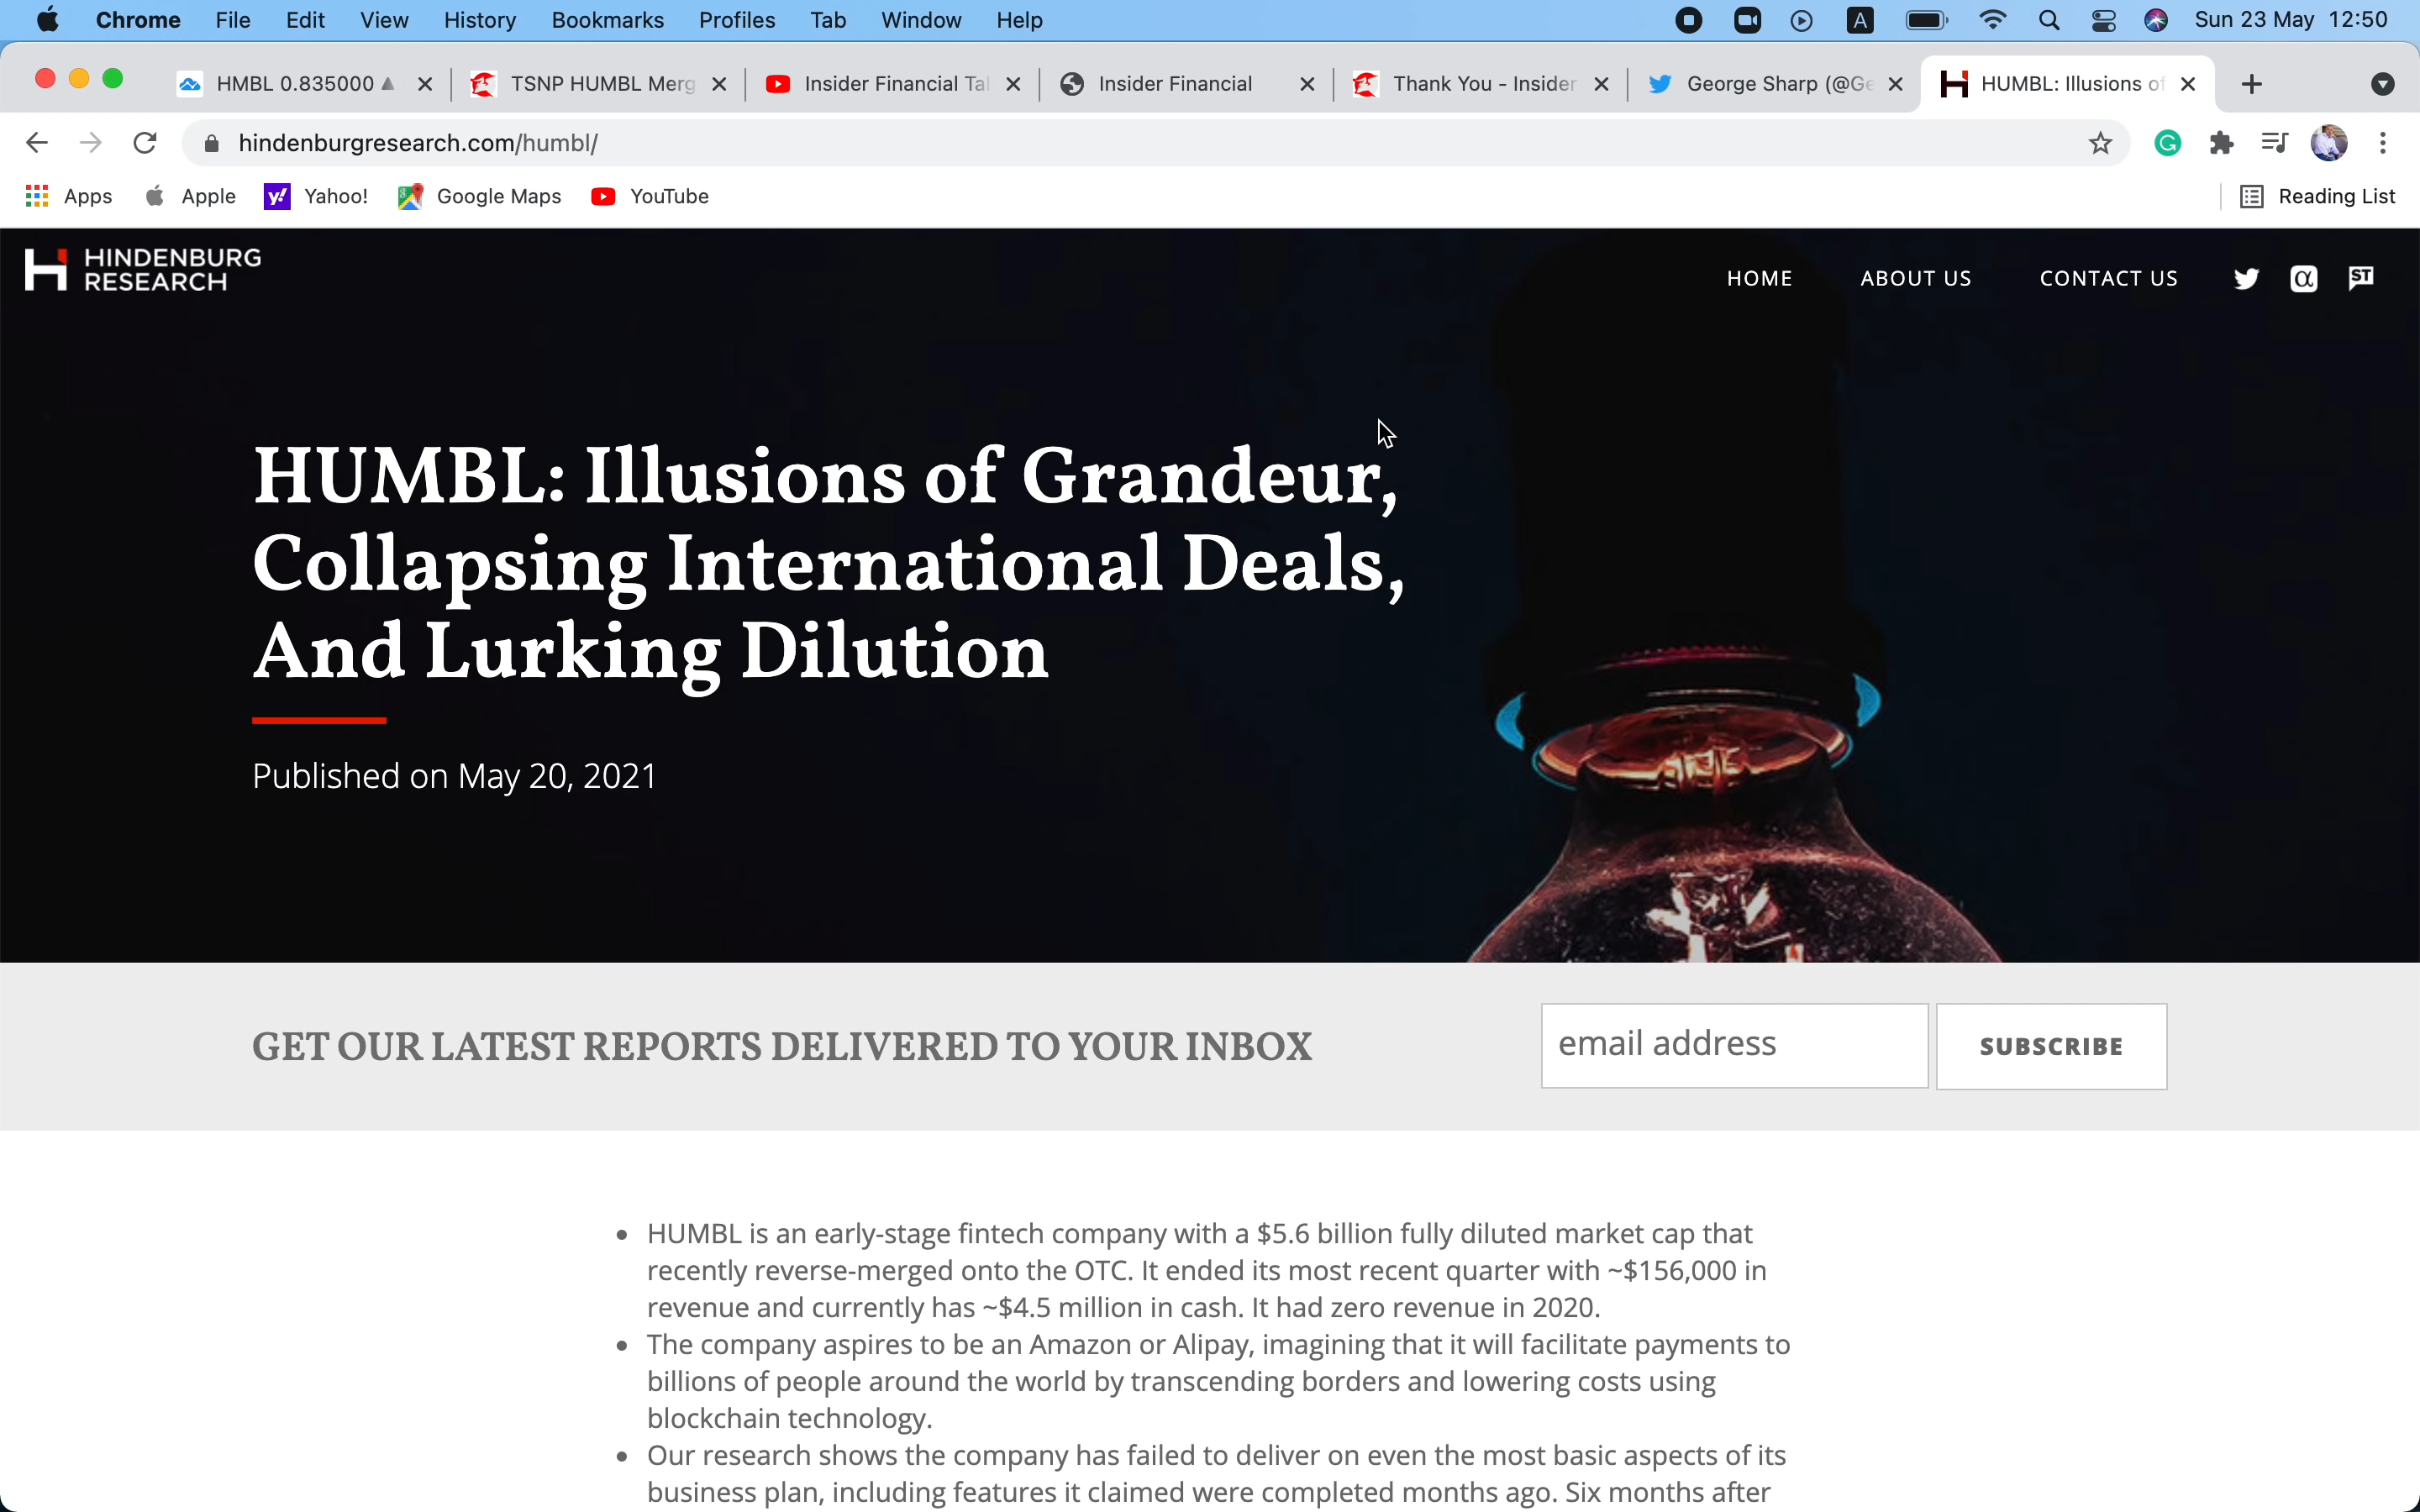 Chrome File Edit View History Bookmarks Profiles Tab Window Help A Sun 23 May 12:50
HMBL 0.835000 TSNP HUMBL Merg Insider Financial Tal Insider Financial Thank You - Insider George Sharp (@Ge HUMBL: Illusions of
hindenburgresearch.com/humbl/
Apps Apple Yahoo! Google Maps YouTube Reading List
HINDENBURG
RESEARCH
HOME ABOUT US CONTACT US ST
HUMBL: Illusions of Grandeur,
Collapsing International Deals,
And Lurking Dilution
Published on May 20, 2021
GET OUR LATEST REPORTS DELIVERED TO YOUR INBOX email address SUBSCRIBE
• HUMBL is an early-stage fintech company with a $5.6 billion fully diluted market cap that
recently reverse-merged onto the OTC. It ended its most recent quarter with ~$156,000 in
revenue and currently has ~$4.5 million in cash. It had zero revenue in 2020.
• The company aspires to be an Amazon or Alipay, imagining that it will facilitate payments to
billions of people around the world by transcending borders and lowering costs using
blockchain technology.
• Our research shows the company has failed to deliver on even the most basic aspects of its
business plan, including features it claimed were completed months ago. Six months after